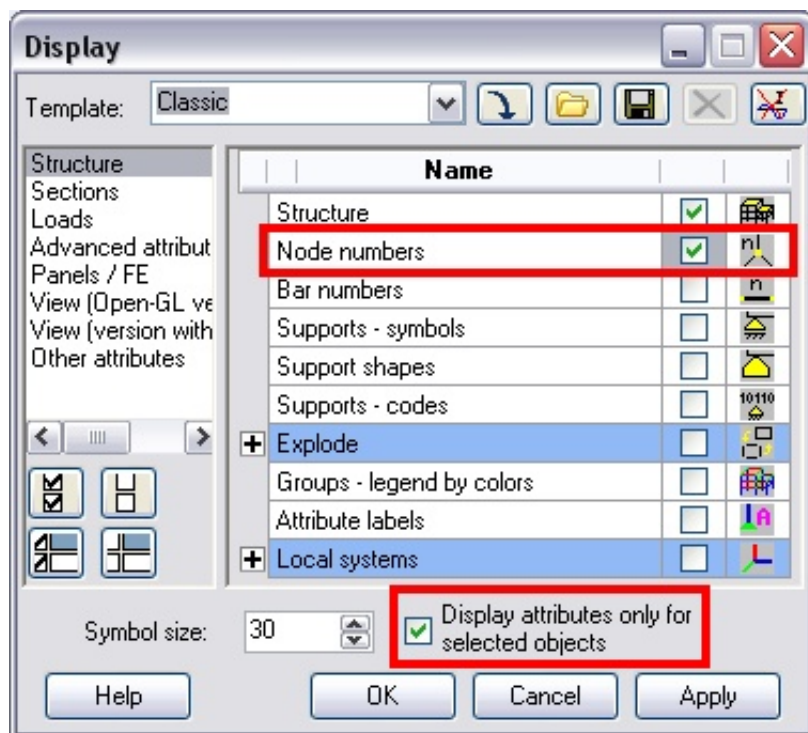 Display
Template: Classic
Structure
Sections
Loads
Advanced attribut
Panels / FE
View (Open-GL ve
View (version with
Other attributes
Name
Structure
Node numbers
Bar numbers
Supports - symbols
Support shapes
Supports - codes
Explode
Groups - legend by colors
Attribute labels
Local systems
n
n
10110
A
Symbol size: 30
Display attributes only for
selected objects
Help OK Cancel Apply